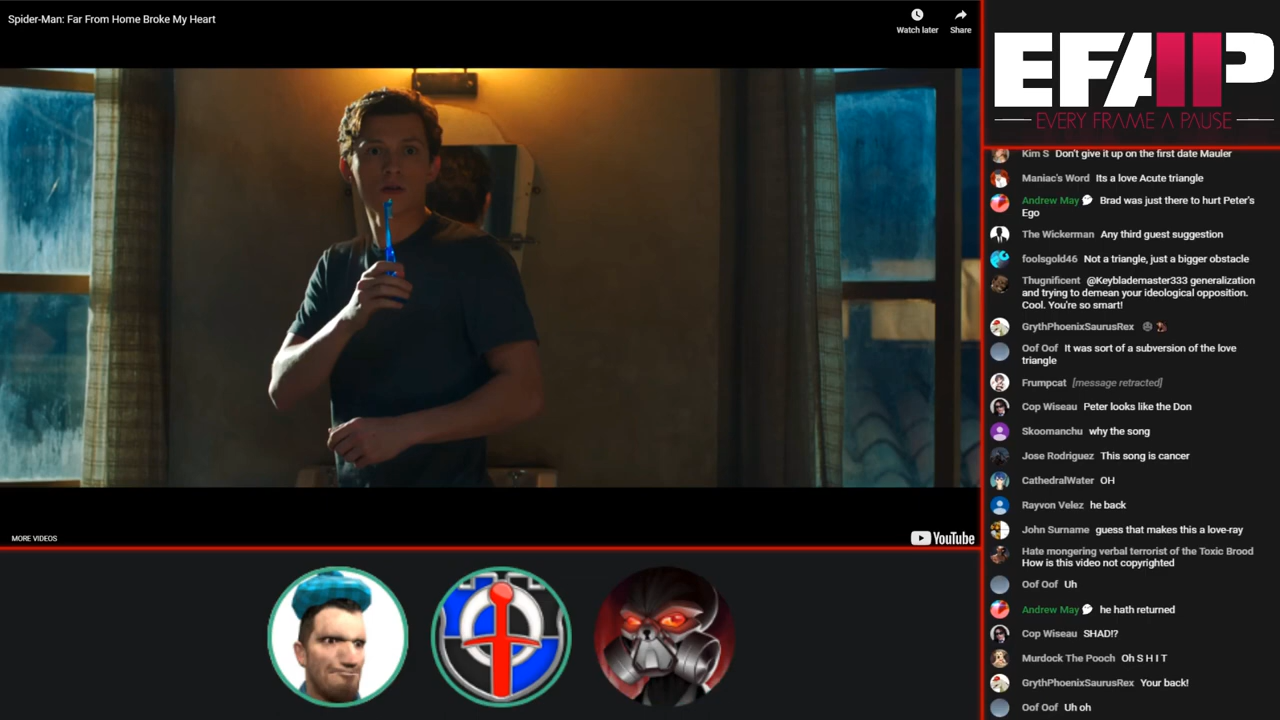 Spider-Man: Far From Home Broke My Heart
Watch later
Share
MORE VIDEOS
YouTube
EFAP
EVERY FRAME A PAUSE
Kim S Don't give it up on the first date Mauler
Maniac's Word Its a love Acute triangle
Andrew May Brad was just there to hurt Peter's
Ego
The Wickerman Any third guest suggestion
foolsgold46 Not a triangle, just a bigger obstacle
Thugnificent @Keyblademaster333 generalization
and trying to demean your ideological opposition.
Cool. You're so smart!
GrythPhoenixSaurusRex
Oof Oof It was sort of a subversion of the love
triangle
Frumpcat [message retracted]
Cop Wiseau Peter looks like the Don
Skoomanchu why the song
Jose Rodriguez This song is cancer
CathedralWater OH
Rayvon Velez he back
John Surname guess that makes this a love-ray
Hate mongering verbal terrorist of the Toxic Brood
How is this video not copyrighted
Oof Oof Uh
Andrew May he hath returned
Cop Wiseau SHAD!?
Murdock The Pooch Oh S H I T
GrythPhoenixSaurusRex Your back!
Oof Oof Uh oh